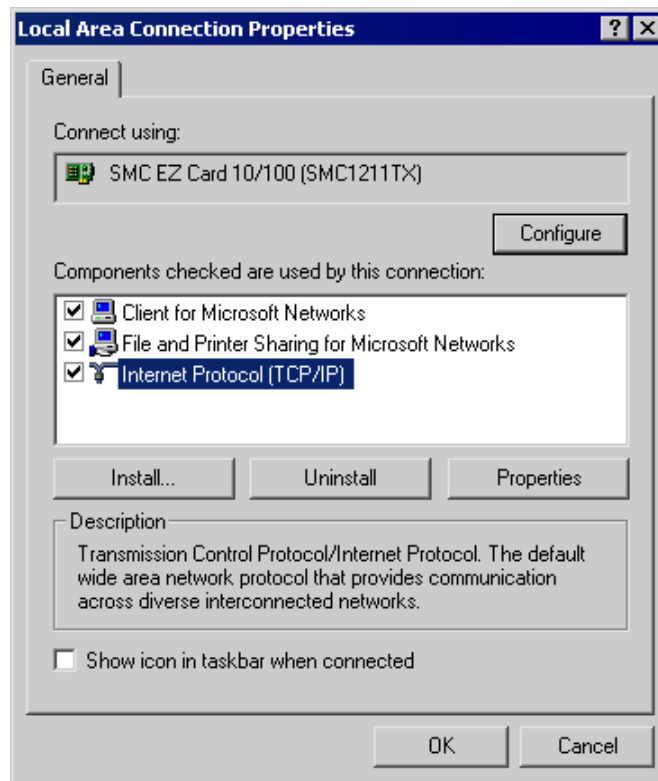 Local Area Connection Properties
General
Connect using:
SMC EZ Card 10/100 (SMC1211TX)
Configure
Components checked are used by this connection:
Client for Microsoft Networks
File and Printer Sharing for Microsoft Networks
Internet Protocol (TCP/IP)
Install... Uninstall Properties
Description
Transmission Control Protocol/Internet Protocol. The default
wide area network protocol that provides communication
across diverse interconnected networks.
Show icon in taskbar when connected
OK Cancel